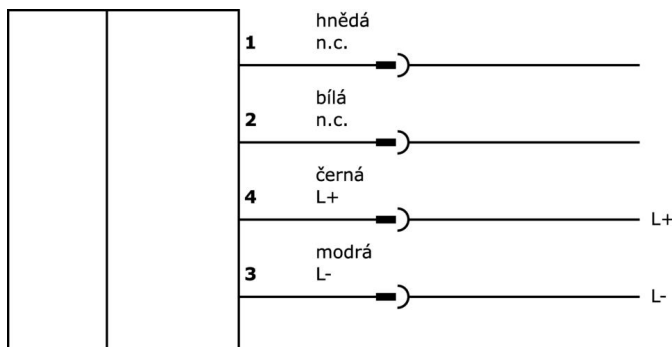 hnědá
1 n.c.
bílá
2 n.c.
černá
4 L+
L+
modrá
3 L-
L-